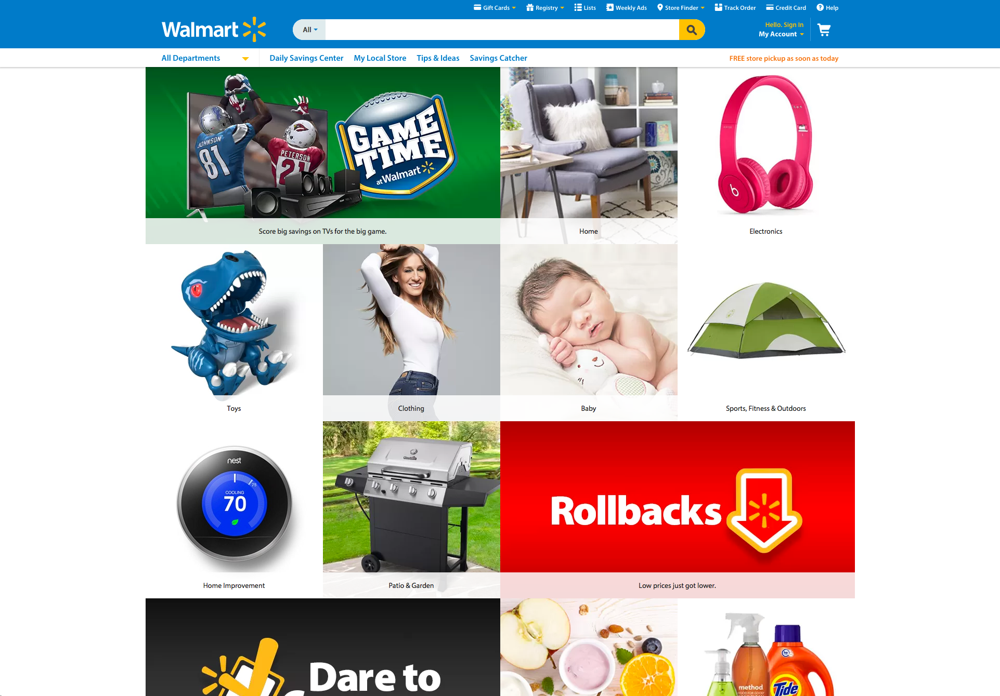 Gift Cards
Registry
Lists
Weekly Ads
Store Finder
Track Order
Credit Card
Help
Walmart
All
Hello. Sign In
My Account
All Departments
Daily Savings Center
My Local Store
Tips & Ideas
Savings Catcher
FREE store pickup as soon as today
JOHNSON
81
PETERSON
21
GAME
TIME
at Walmart
b
Score big savings on TVs for the big game.
Home
Electronics
Toys
Clothing
Baby
Sports, Fitness & Outdoors
nest
75
COOLING
70
Rollbacks
Home Improvement
Patio & Garden
Low prices just got lower.
Dare to
he
method
Tide